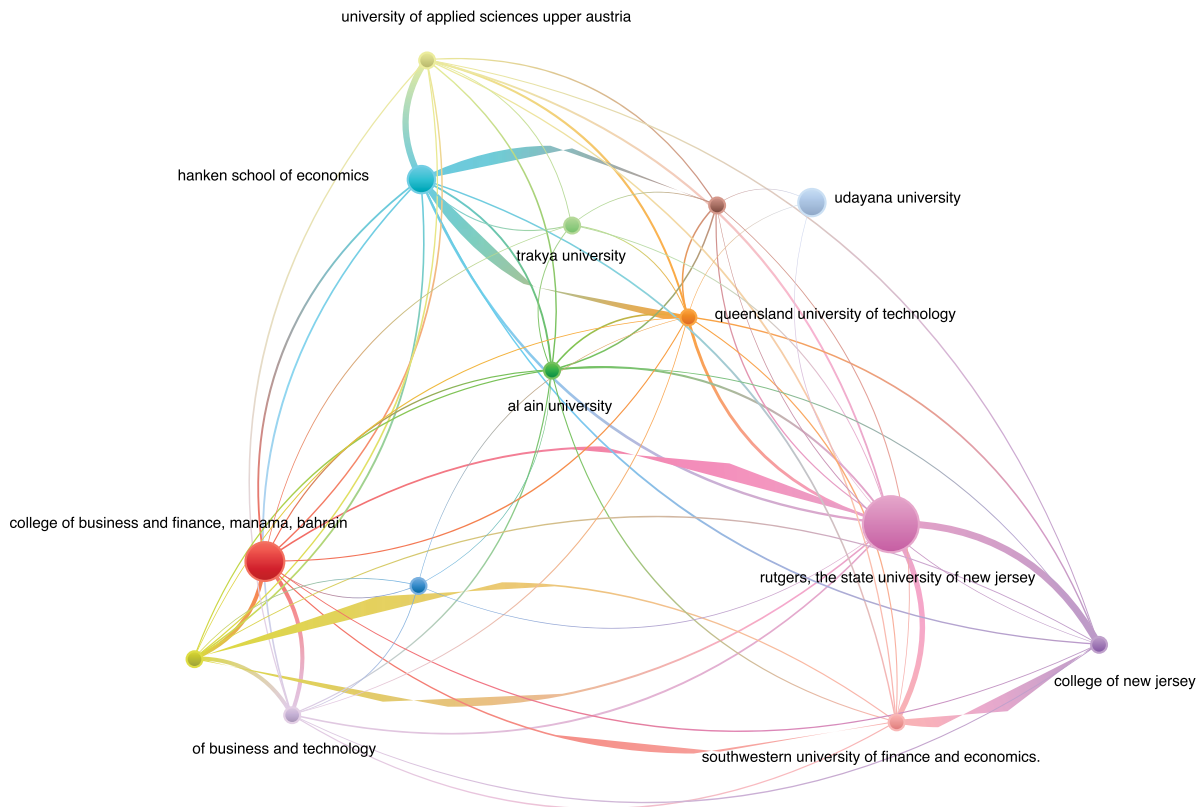 university of applied sciences upper austria
hanken school of economics
udayana university
trakya university
queensland university of technology
al ain university
college of business and finance, manama, bahrain
rutgers, the state university of new jersey
college of new jersey
of business and technology
southwestern university of finance and economics.